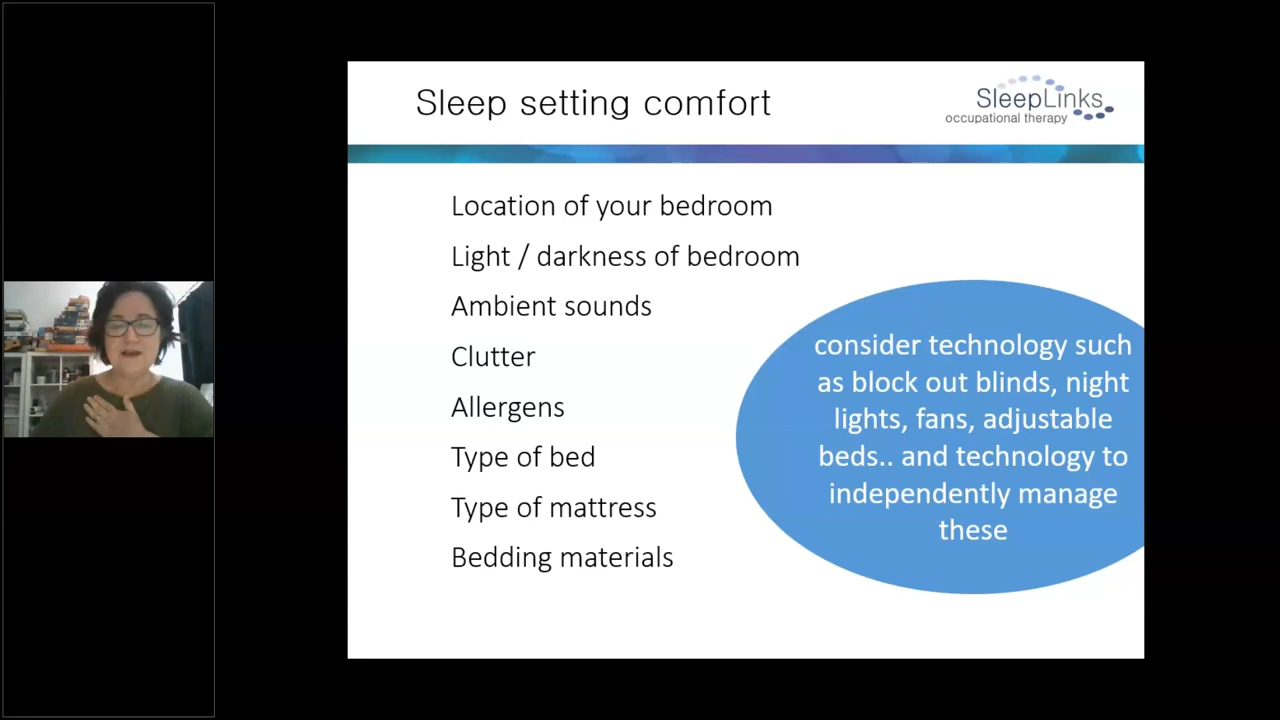 Sleep setting comfort
SleepLinks
occupational therapy
Location of your bedroom
Light / darkness of bedroom
Ambient sounds
Clutter
Allergens
Type of bed
Type of mattress
Bedding materials
consider technology such
as block out blinds, night
lights, fans, adjustable
beds.. and technology to
independently manage
these